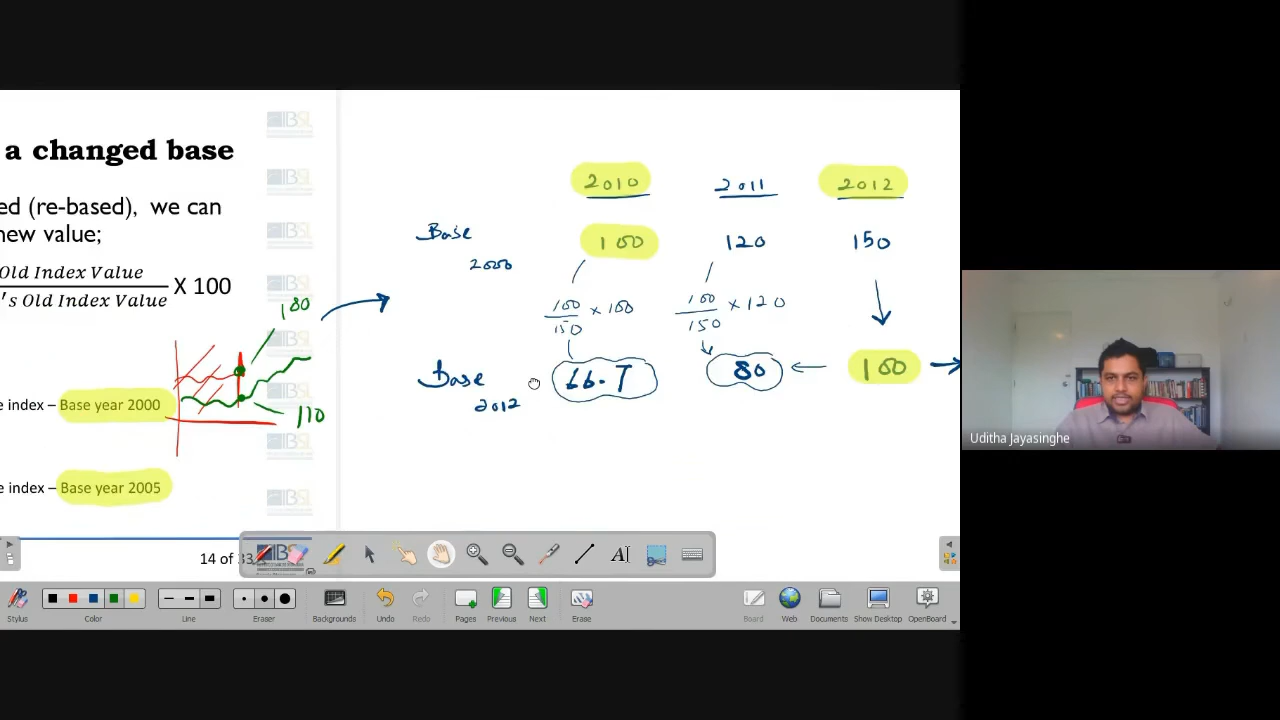 a changed base
ed (re-based), we can
new value;
Old Index Value
's Old Index Value
X 100
180
110
e index – Base year 2000
e index – Base year 2005
14 of 33
2010 2011 2012
Base 2000
100 120 150
100/150 × 100
100/150 × 120
Base 2012
66.7 80 100
Uditha Jayasinghe
Stylus Color Line Eraser Backgrounds Undo Redo Pages Previous Next Erase Board Web Documents Show Desktop OpenBoard